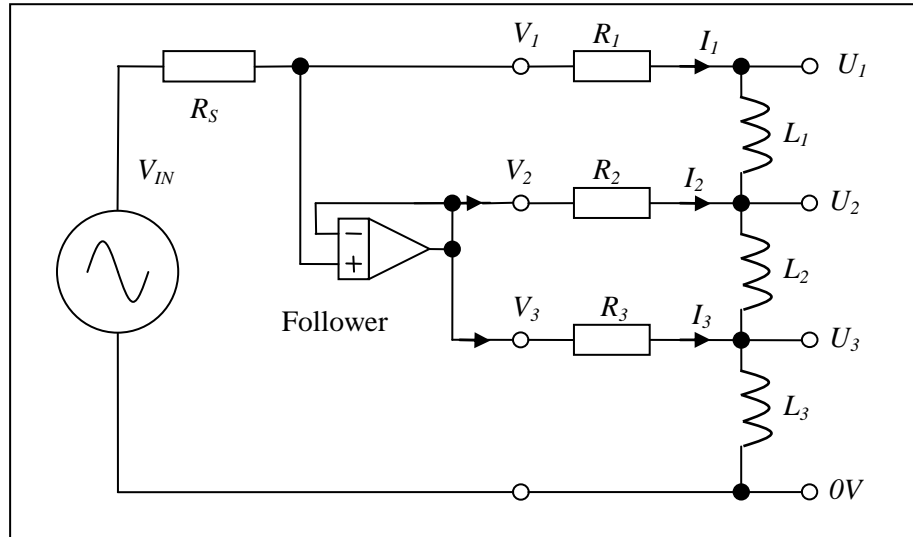 V1 R1 I1 U1
RS
L1
VIN
V2 R2 I2 U2
−
+
L2
Follower
V3 R3 I3 U3
L3
0V